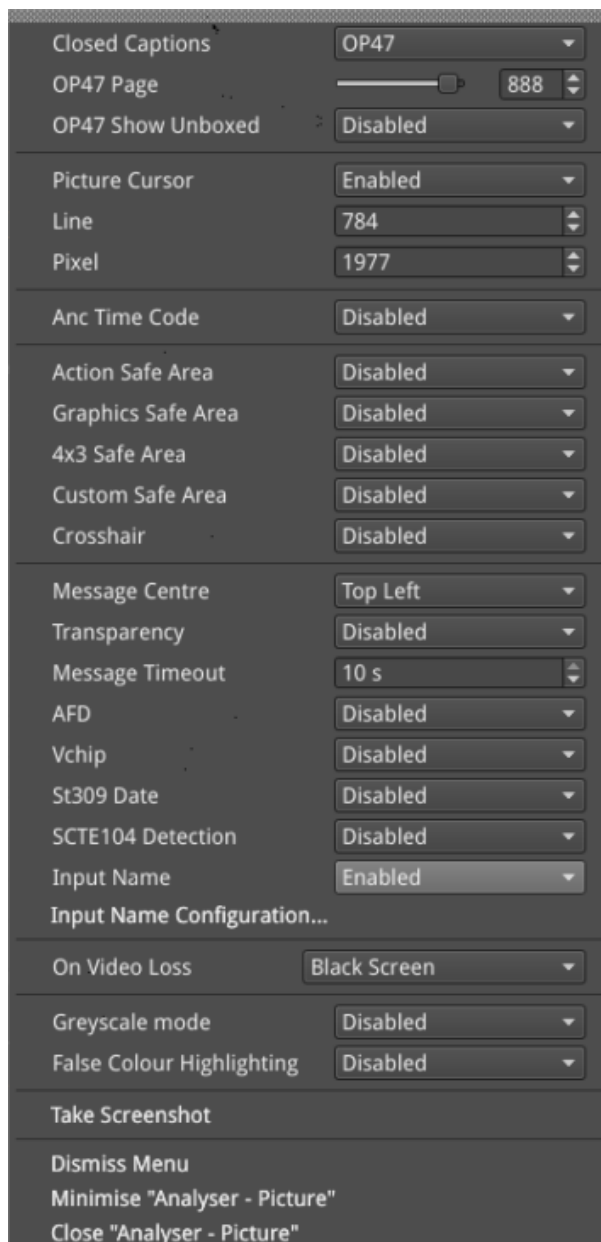 Closed Captions OP47
OP47 Page 888
OP47 Show Unboxed Disabled
Picture Cursor Enabled
Line 784
Pixel 1977
Anc Time Code Disabled
Action Safe Area Disabled
Graphics Safe Area Disabled
4x3 Safe Area Disabled
Custom Safe Area Disabled
Crosshair Disabled
Message Centre Top Left
Transparency Disabled
Message Timeout 10 s
AFD Disabled
Vchip Disabled
St309 Date Disabled
SCTE104 Detection Disabled
Input Name Enabled
Input Name Configuration...
On Video Loss Black Screen
Greyscale mode Disabled
False Colour Highlighting Disabled
Take Screenshot
Dismiss Menu
Minimise "Analyser - Picture"
Close "Analyser - Picture"